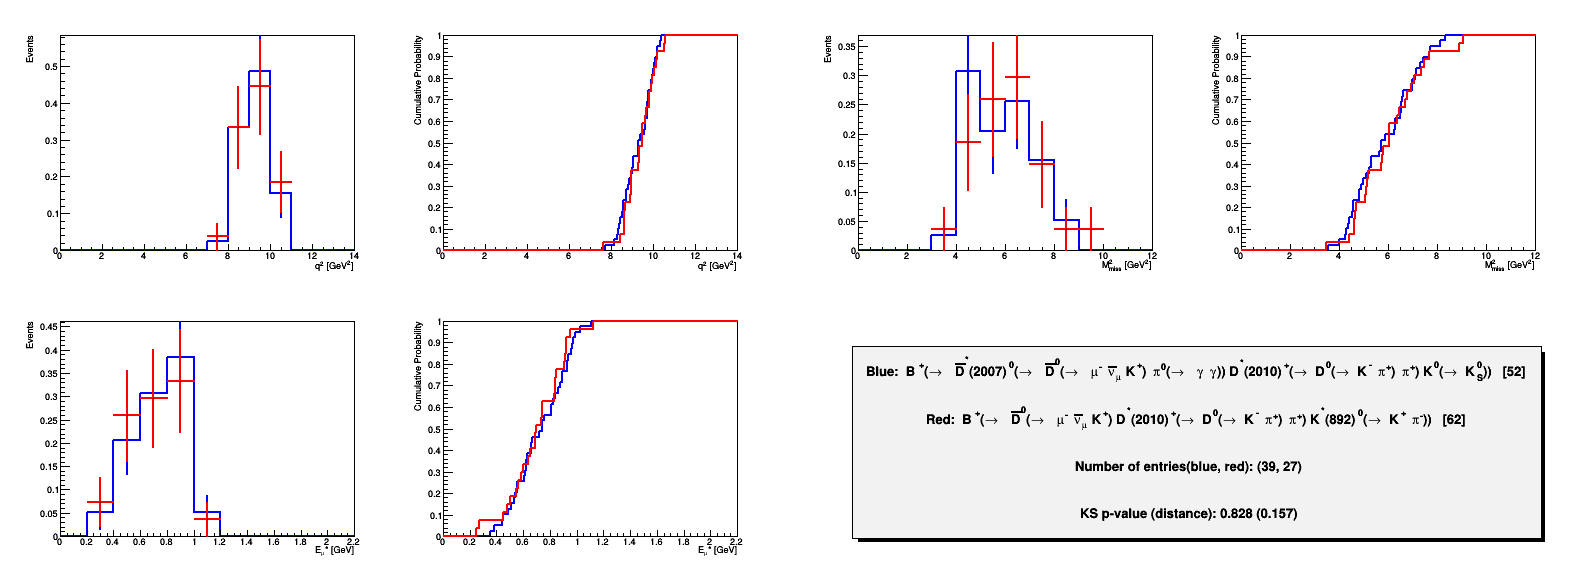 Events
0.5
0.4
0.3
0.2
0.1
0
0 2 4 6 8 10 12 14
q² [GeV²]
Cumulative Probability
1
0.9
0.8
0.7
0.6
0.5
0.4
0.3
0.2
0.1
0
0 2 4 6 8 10 12 14
q² [GeV²]
Events
0.35
0.3
0.25
0.2
0.15
0.1
0.05
0
0 2 4 6 8 10 12
M²miss [GeV²]
Cumulative Probability
1
0.9
0.8
0.7
0.6
0.5
0.4
0.3
0.2
0.1
0
0 2 4 6 8 10 12
M²miss [GeV²]
Events
0.45
0.4
0.35
0.3
0.25
0.2
0.15
0.1
0.05
0
0 0.2 0.4 0.6 0.8 1 1.2 1.4 1.6 1.8 2 2.2
Eμ* [GeV]
Cumulative Probability
1
0.9
0.8
0.7
0.6
0.5
0.4
0.3
0.2
0.1
0
0 0.2 0.4 0.6 0.8 1 1.2 1.4 1.6 1.8 2 2.2
Eμ* [GeV]
Blue: B⁺(→ D̅*(2007)⁰(→ D̅⁰(→ μ⁻ ν̅μ K⁺) π⁰(→ γ γ)) D*(2010)⁺(→ D⁰(→ K⁻ π⁺) π⁺) K⁰(→ K⁰S)) [52]
Red: B⁺(→ D̅⁰(→ μ⁻ ν̅μ K⁺) D*(2010)⁺(→ D⁰(→ K⁻ π⁺) π⁺) K*(892)⁰(→ K⁺ π⁻)) [62]
Number of entries(blue, red): (39, 27)
KS p-value (distance): 0.828 (0.157)